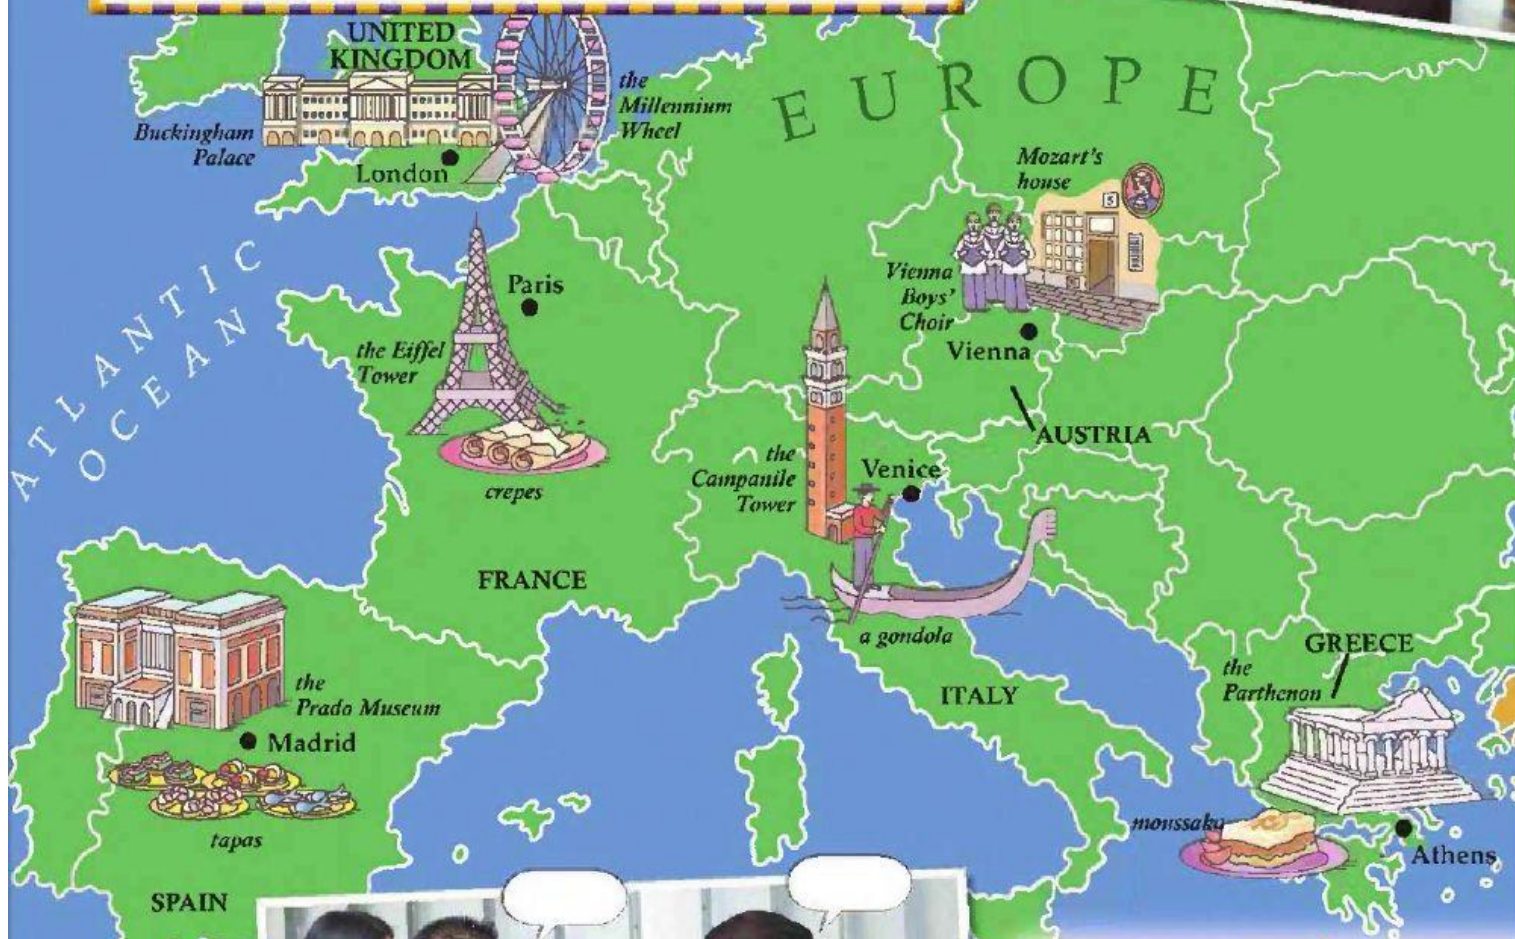 UNITED
KINGDOM
the
Millennium
Wheel
Buckingham
Palace
London
EUROPE
Mozart's
house
5
Vienna
Boys'
Choir
Vienna
AUSTRIA
ATLANTIC
OCEAN
Paris
the Eiffel
Tower
crepes
FRANCE
the
Campanile
Tower
Venice
a gondola
ITALY
the
Prado Museum
Madrid
tapas
SPAIN
GREECE
the
Parthenon
moussaka
Athens